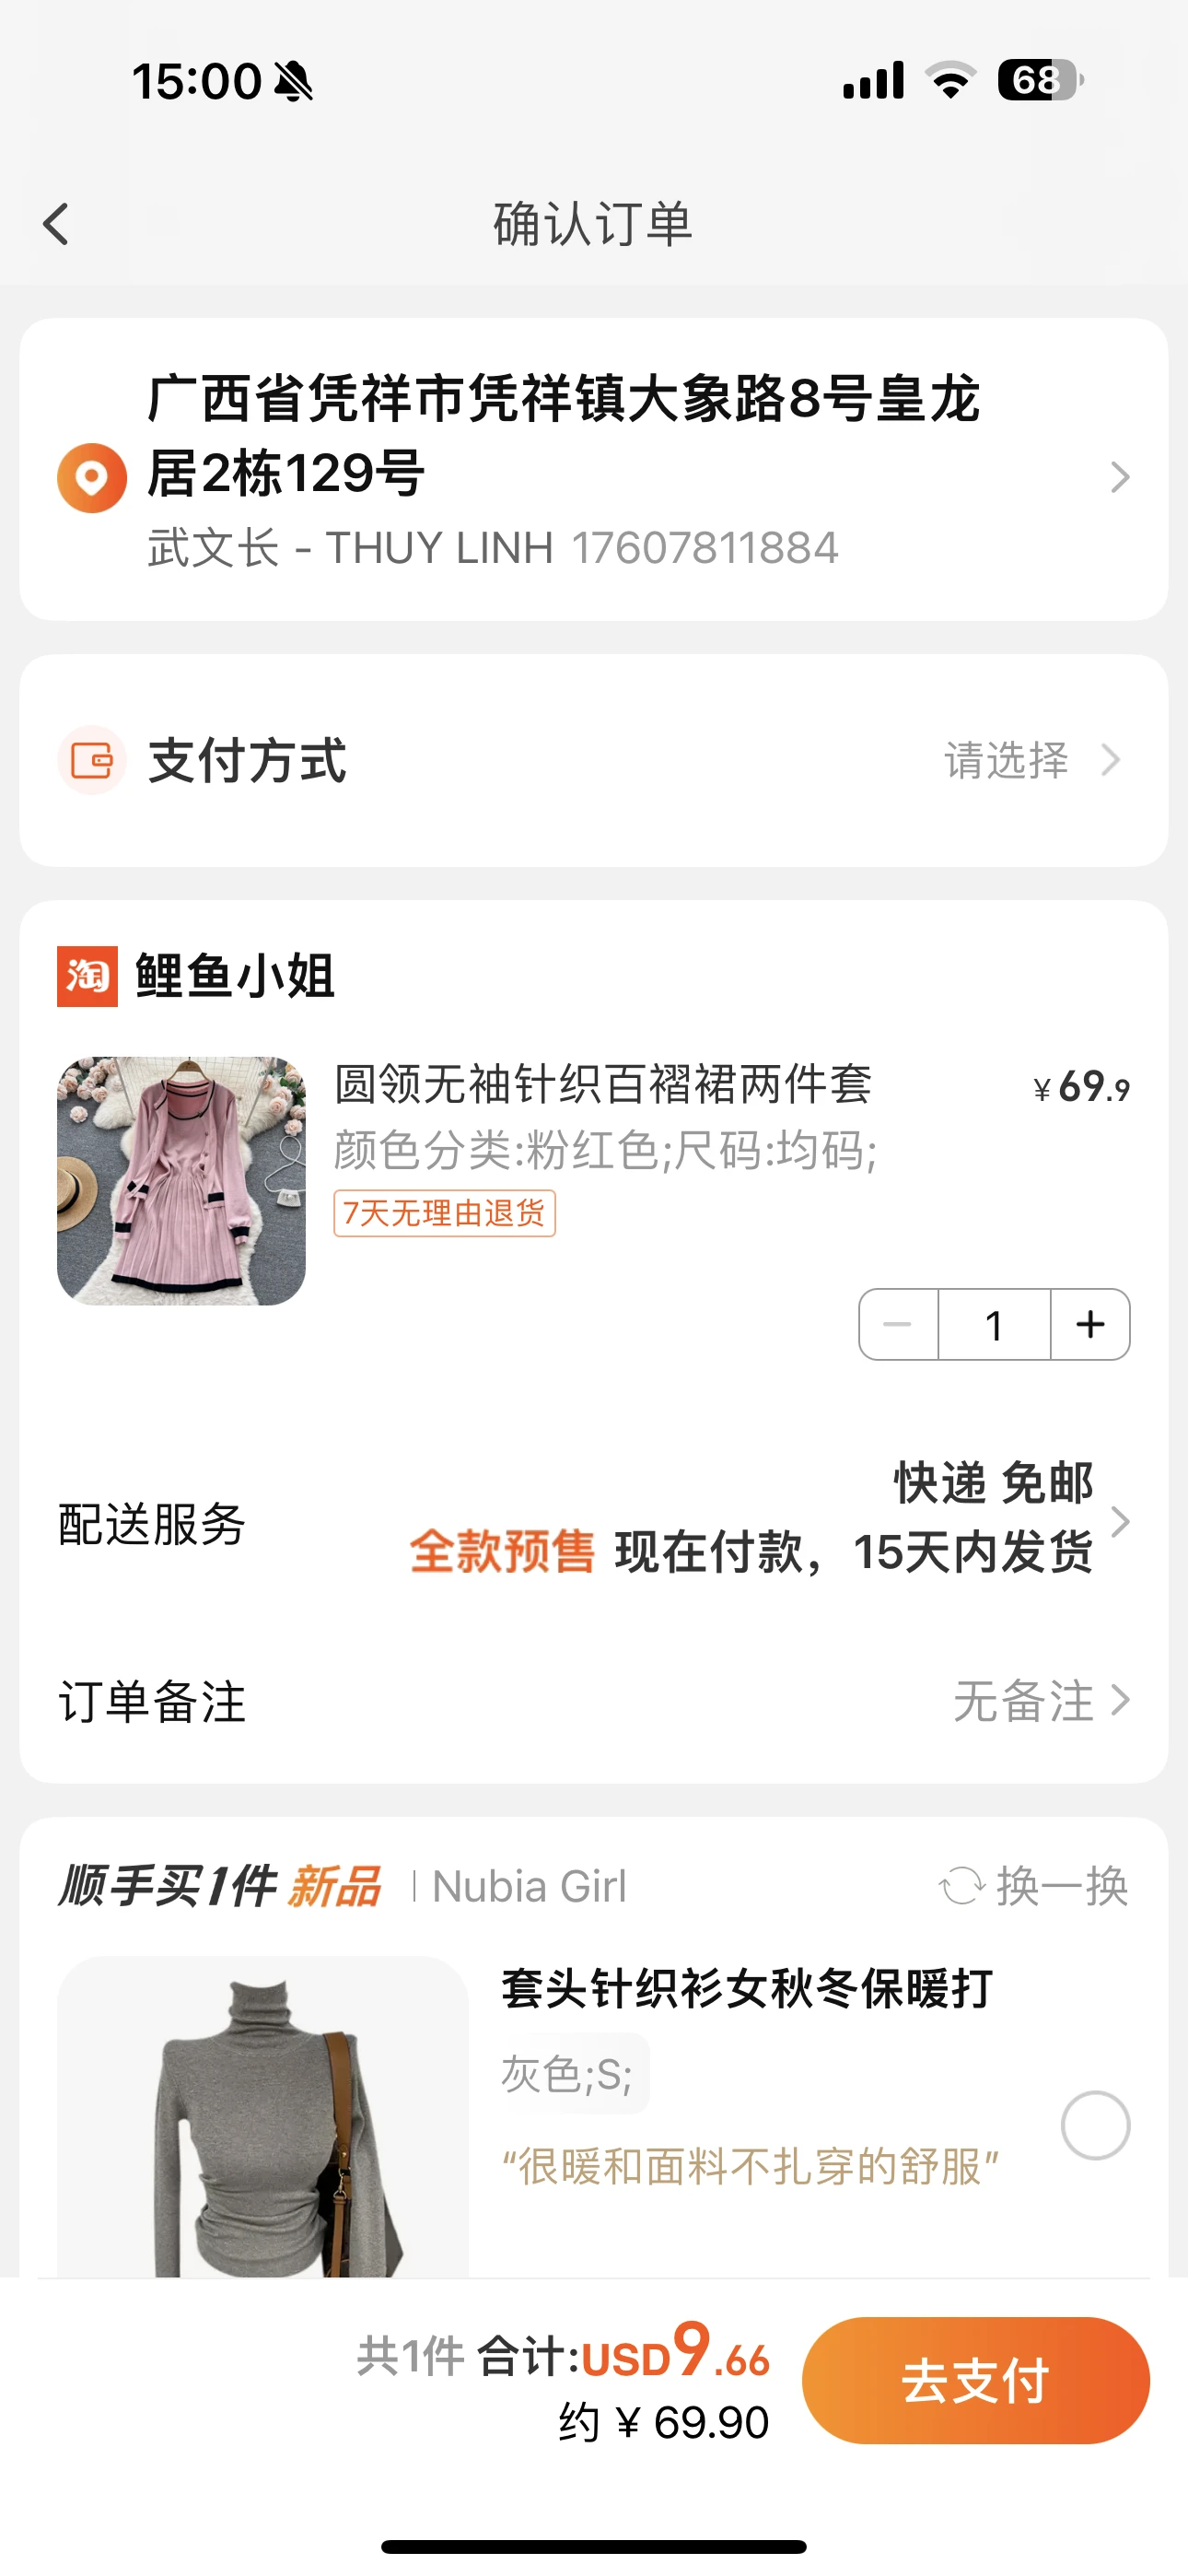 15:00
68
确认订单
广西省凭祥市凭祥镇大象路8号皇龙
居2栋129号
武文长 - THUY LINH 17607811884
支付方式
请选择
淘 鲤鱼小姐
圆领无袖针织百褶裙两件套
¥69.9
颜色分类:粉红色;尺码:均码;
7天无理由退货
1
配送服务
快递 免邮
全款预售 现在付款，15天内发货
订单备注
无备注
顺手买1件 新品 | Nubia Girl
换一换
套头针织衫女秋冬保暖打
灰色;S;
“很暖和面料不扎穿的舒服”
共1件 合计:USD9.66
约 ¥ 69.90
去支付